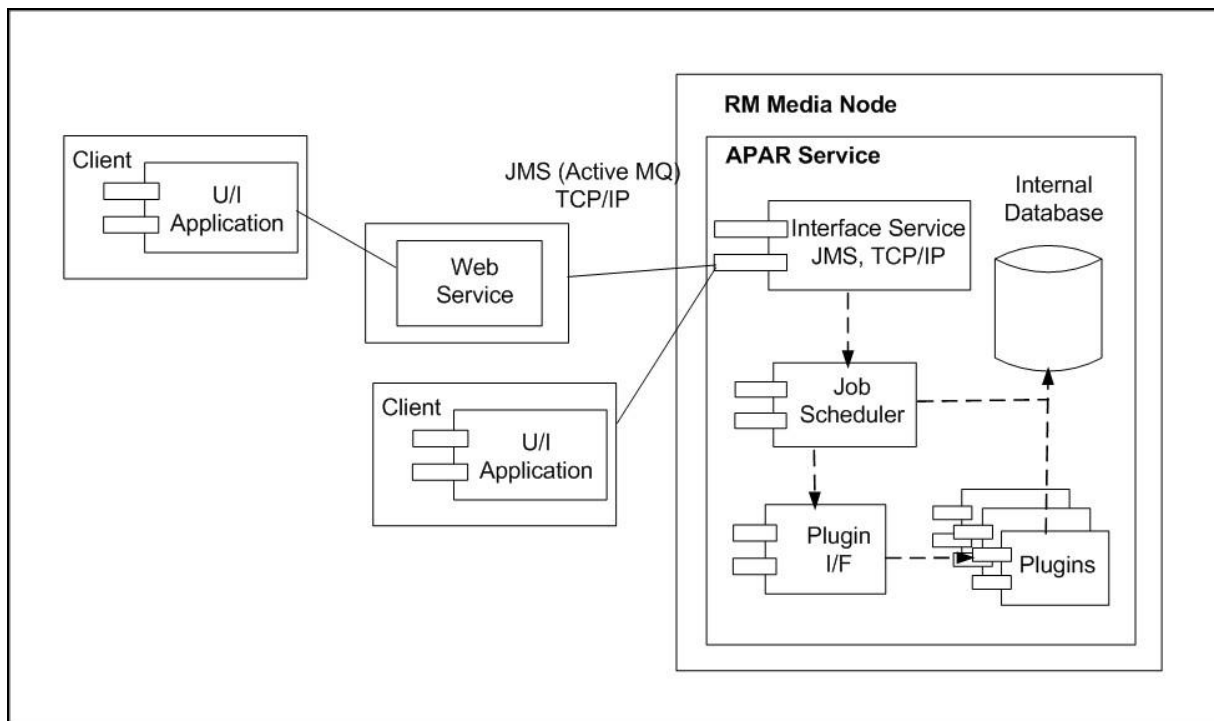 Client
U/I
Application
JMS (Active MQ)
TCP/IP
Web
Service
Client
U/I
Application
RM Media Node
APAR Service
Interface Service
JMS, TCP/IP
Internal
Database
Job
Scheduler
Plugin
I/F
Plugins